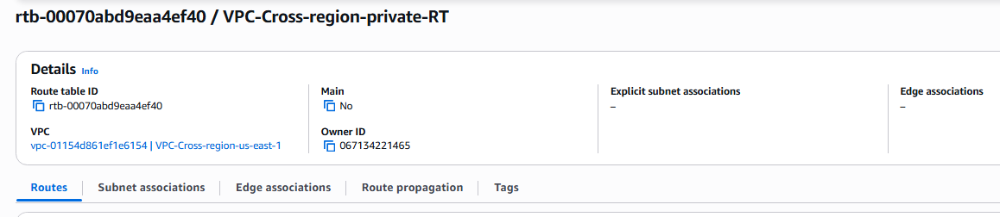 rtb-00070abd9eaa4ef40 / VPC-Cross-region-private-RT
Details Info
Route table ID
rtb-00070abd9eaa4ef40
Main
No
Explicit subnet associations
–
Edge associations
–
VPC
vpc-01154d861ef1e6154 | VPC-Cross-region-us-east-1
Owner ID
067134221465
Routes
Subnet associations
Edge associations
Route propagation
Tags